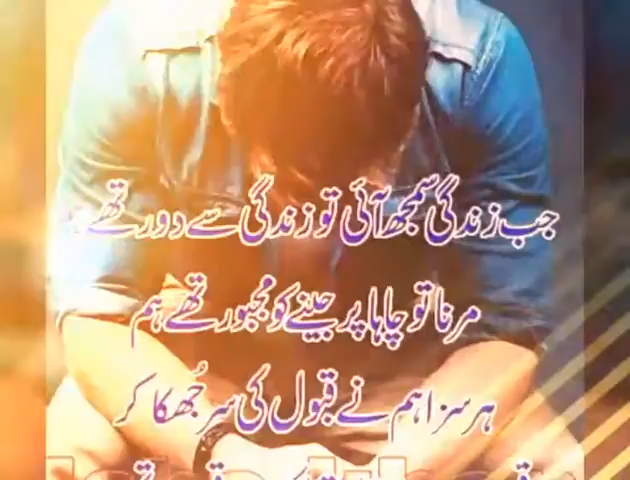 جب زندگی سمجھ آئی تو زندگی سے دور تھے
مرنا تو چاہا پر جینے کو مجبور تھے ہم
ہر سزا ہم نے قبول کی سر جُھکا کر